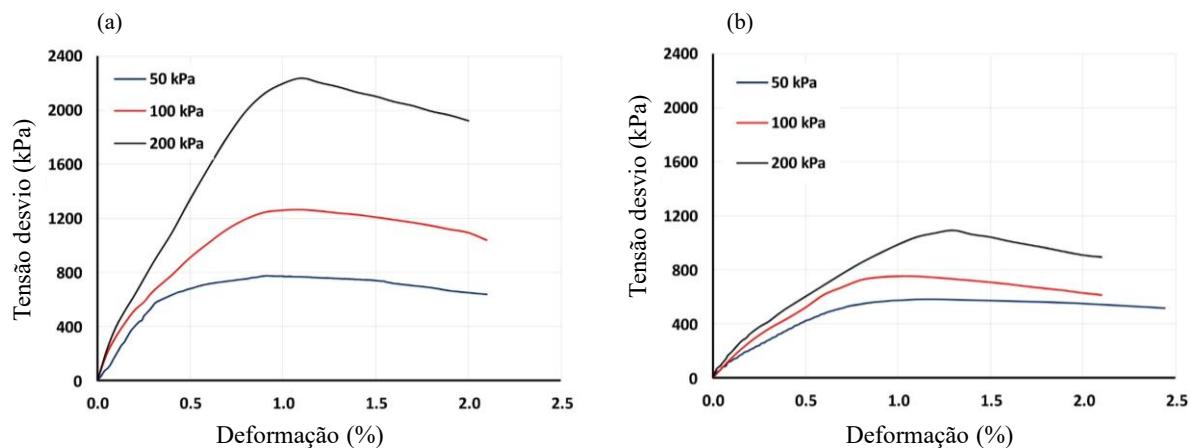 (a)
2400
2000
1600
1200
800
400
0
50 kPa
100 kPa
200 kPa
0.0 0.5 1.0 1.5 2.0 2.5
Deformação (%)
Tensão desvio (kPa)
(b)
2400
2000
1600
1200
800
400
0
50 kPa
100 kPa
200 kPa
0.0 0.5 1.0 1.5 2.0 2.5
Deformação (%)
Tensão desvio (kPa)